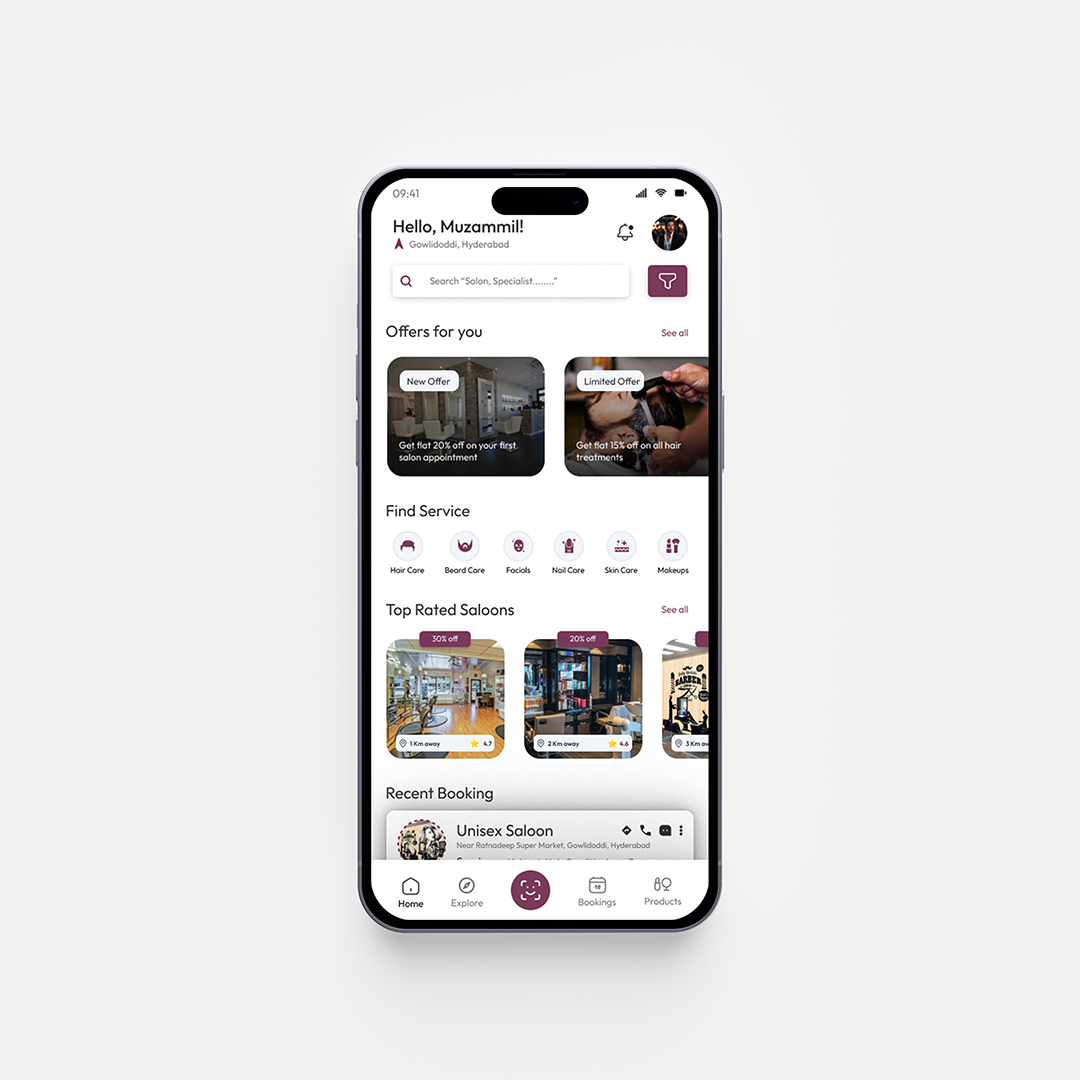 09:41
Hello, Muzammil!
Gowlidoddi, Hyderabad
Search “Salon, Specialist........”
Offers for you
See all
New Offer
Get flat 20% off on your first
salon appointment
Limited Offer
Get flat 15% off on all hair
treatments
Find Service
Hair Care
Beard Care
Facials
Nail Care
Skin Care
Makeups
Top Rated Saloons
See all
30% off
1 Km away
4.7
20% off
2 Km away
4.6
BARBER
3 Km
Recent Booking
Unisex Saloon
Near Ratnadeep Super Market, Gowlidoddi, Hyderabad
Home
Explore
Bookings
Products